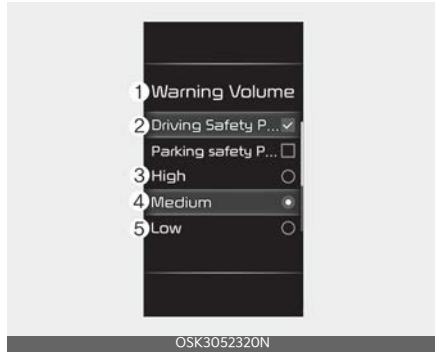 1 Warning Volume
2 Driving Safety P...
Parking safety P...
3 High
4 Medium
5 Low
OSK3052320N